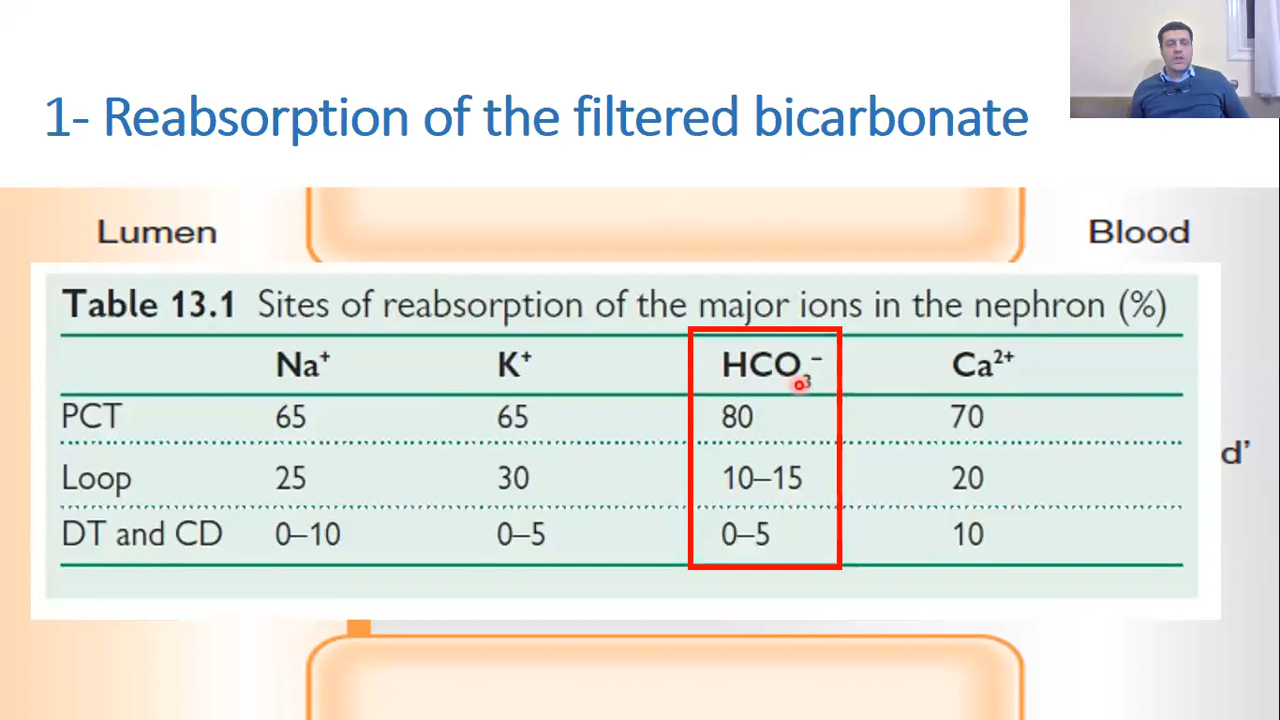 1- Reabsorption of the filtered bicarbonate
Lumen
Blood
Table 13.1 Sites of reabsorption of the major ions in the nephron (%)
Na⁺ K⁺ HCO₃⁻ Ca²⁺
PCT 65 65 80 70
d’
Loop 25 30 10–15 20
DT and CD 0–10 0–5 0–5 10